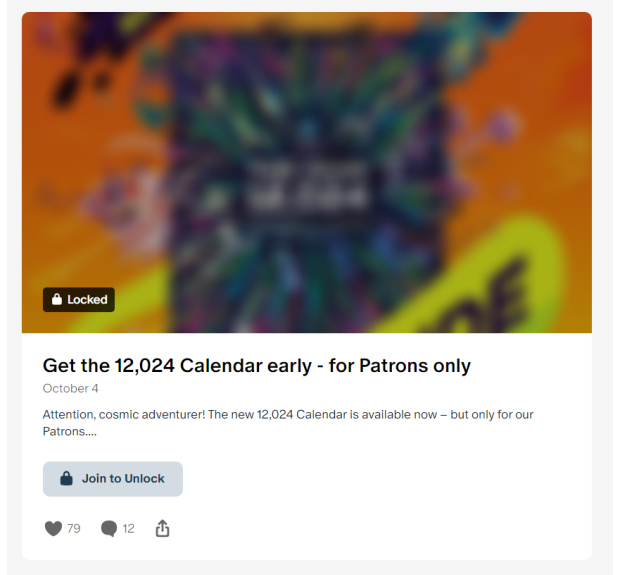 Locked
Get the 12,024 Calendar early - for Patrons only
October 4
Attention, cosmic adventurer! The new 12,024 Calendar is available now – but only for our
Patrons....
Join to Unlock
79 12